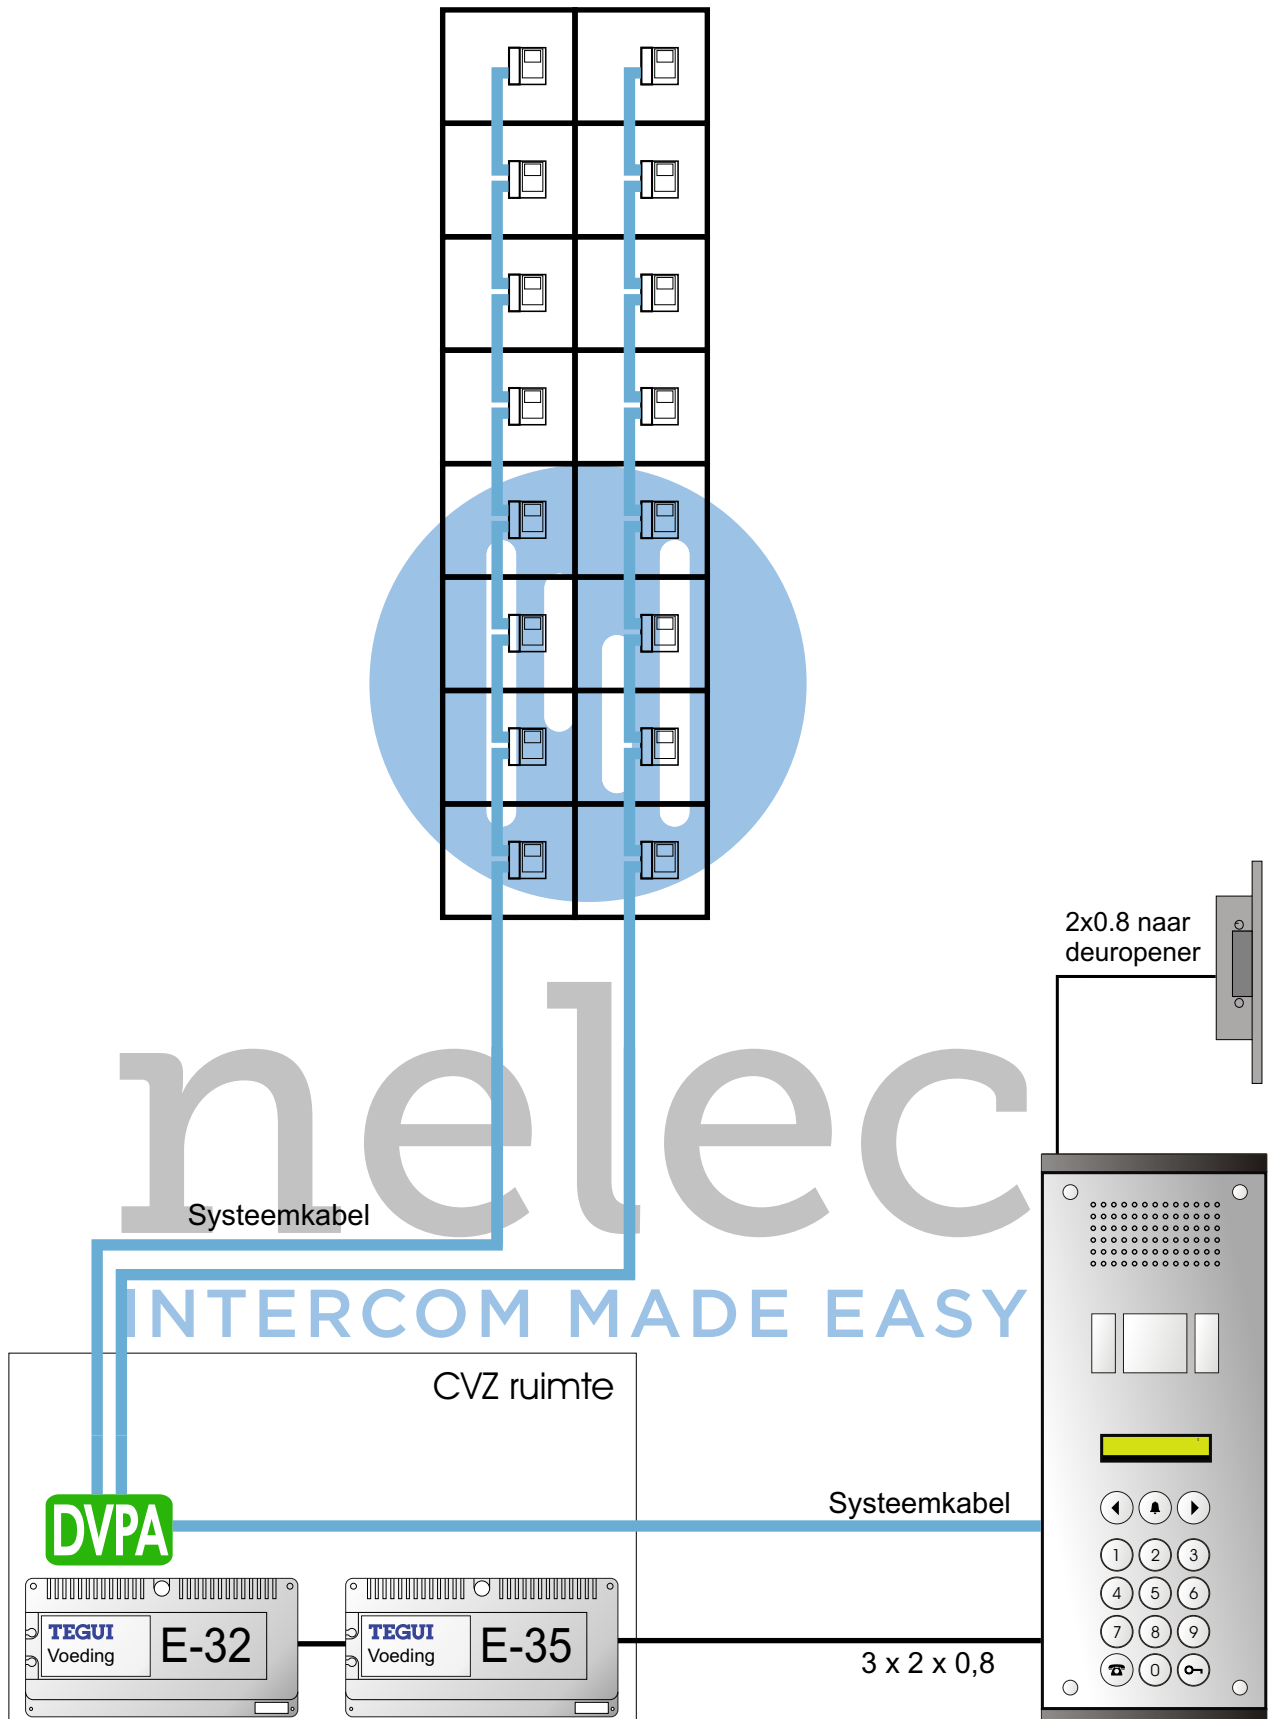 2x0.8 naar
deuropener
nelec
Systeemkabel
INTERCOM MADE EASY
CVZ ruimte
Systeemkabel
DVPA
TEGUI
Voeding
E-32
TEGUI
Voeding
E-35
3 x 2 x 0,8
1 2 3
4 5 6
7 8 9
0